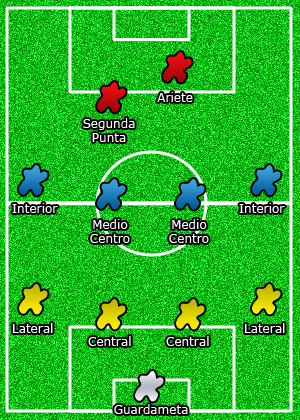 Ariete
Segunda
Punta
Interior
Medio
Centro
Medio
Centro
Interior
Lateral
Central
Central
Lateral
Guardameta